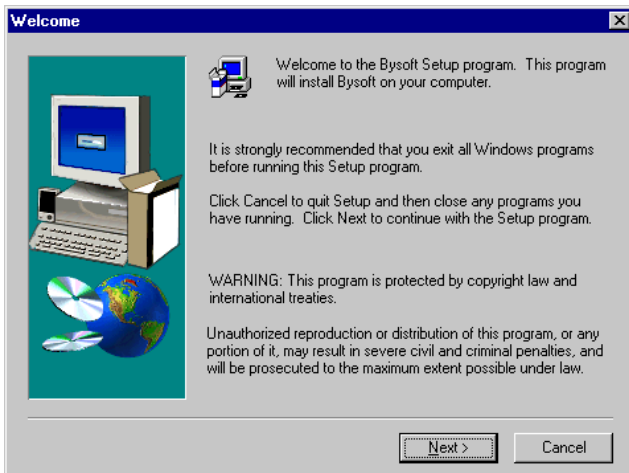 Welcome
Welcome to the Bysoft Setup program.  This program
will install Bysoft on your computer.
It is strongly recommended that you exit all Windows programs
before running this Setup program.
Click Cancel to quit Setup and then close any programs you
have running.  Click Next to continue with the Setup program.
WARNING: This program is protected by copyright law and
international treaties.
Unauthorized reproduction or distribution of this program, or any
portion of it, may result in severe civil and criminal penalties, and
will be prosecuted to the maximum extent possible under law.
Next >
Cancel